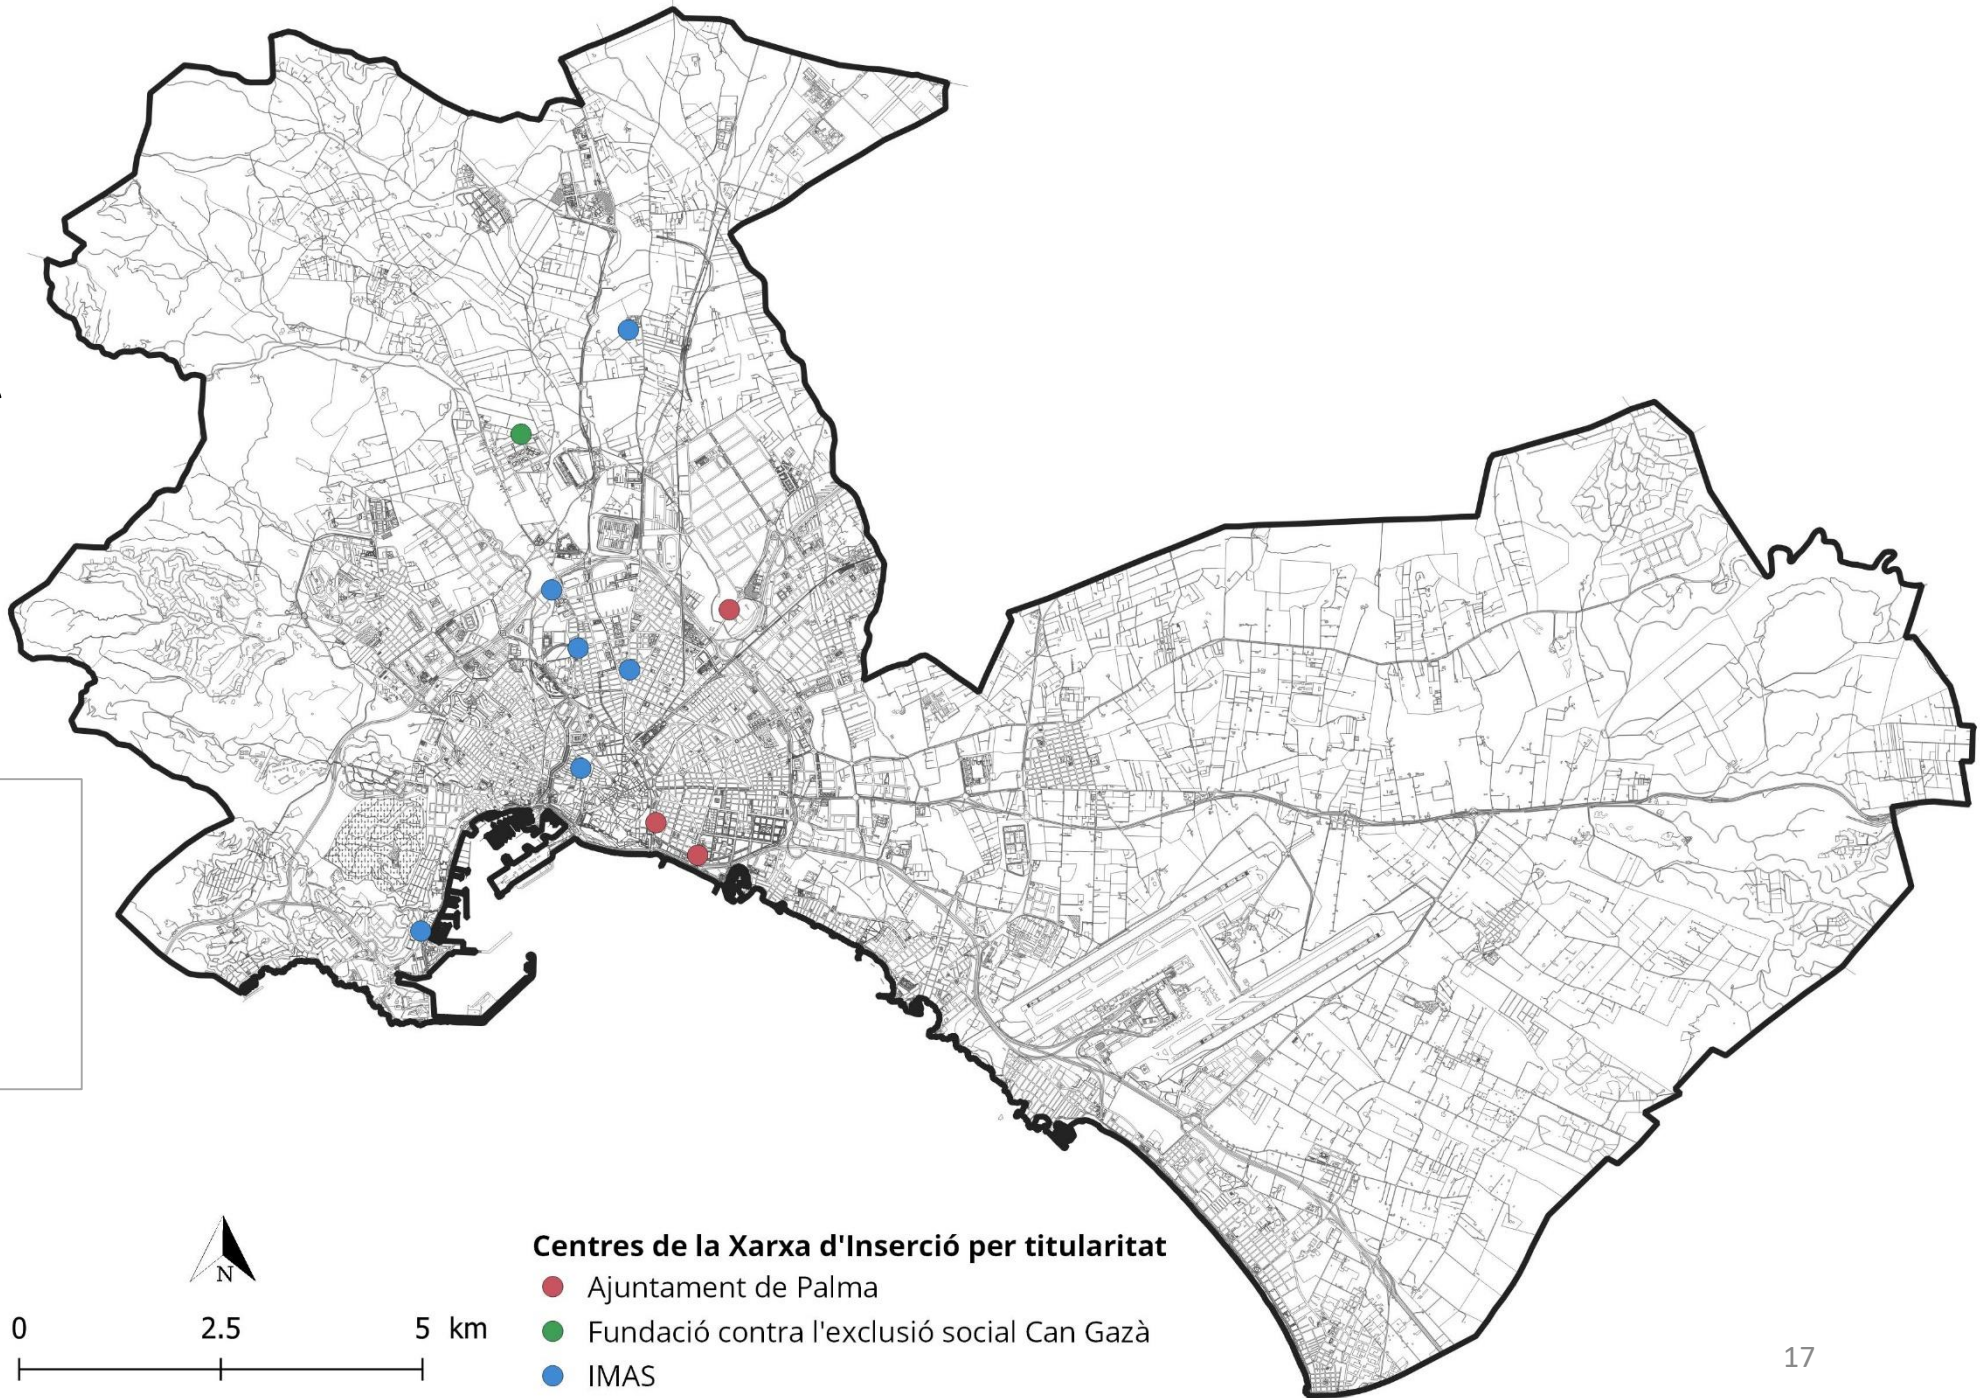 N
0 2.5 5 km
Centres de la Xarxa d'Inserció per titularitat
Ajuntament de Palma
Fundació contra l'exclusió social Can Gazà
IMAS
17